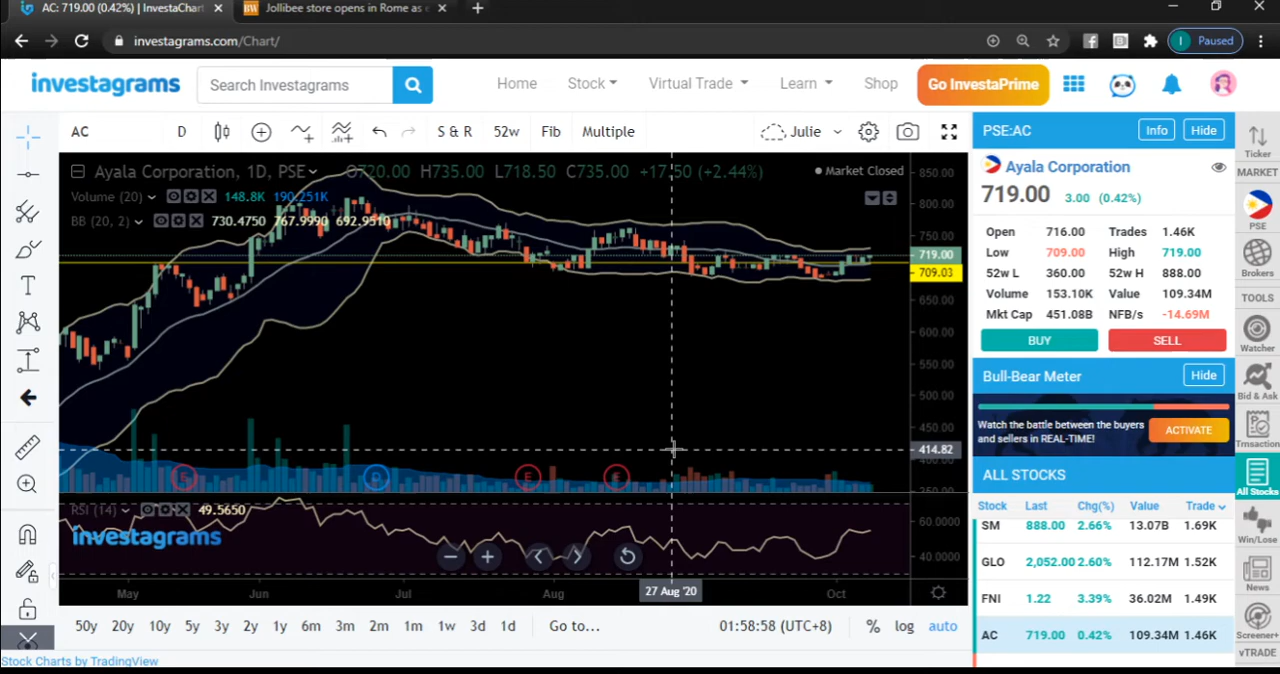 AC: 719.00 (0.42%) | InvestaChart
Jollibee store opens in Rome as
investagrams.com/Chart/
I Paused
investagrams
Search Investagrams
Home Stock Virtual Trade Learn Shop
Go InvestaPrime
AC D S & R 52w Fib Multiple Julie
Ayala Corporation, 1D, PSE O720.00 H735.00 L718.50 C735.00 +17.50 (+2.44%)
Market Closed
Volume (20) 148.8K 190.251K
BB (20, 2) 730.4750 767.9990 692.9510
850.00
800.00
750.00
719.00
709.03
650.00
600.00
550.00
500.00
450.00
414.82
400.00
350.00
E D E E
RSI (14) 49.5650
investagrams
60.0000
40.0000
May Jun Jul Aug 27 Aug '20 Oct
50y 20y 10y 5y 3y 2y 1y 6m 3m 2m 1m 1w 3d 1d Go to... 01:58:58 (UTC+8) % log auto
Stock Charts by TradingView
PSE:AC Info Hide
Ayala Corporation
719.00 3.00 (0.42%)
Open 716.00 Trades 1.46K
Low 709.00 High 719.00
52w L 360.00 52w H 888.00
Volume 153.10K Value 109.34M
Mkt Cap 451.08B NFB/s -14.69M
BUY SELL
Bull-Bear Meter Hide
Watch the battle between the buyers
and sellers in REAL-TIME!
ACTIVATE
ALL STOCKS
Stock Last Chg(%) Value Trade
SM 888.00 2.66% 13.07B 1.69K
GLO 2,052.00 2.60% 112.17M 1.52K
FNI 1.22 3.39% 36.02M 1.49K
AC 719.00 0.42% 109.34M 1.46K
Ticker
MARKET
PSE
Brokers
TOOLS
Watcher
Bid & Ask
Trnsaction
All Stocks
Win/Lose
News
Screener+
vTRADE